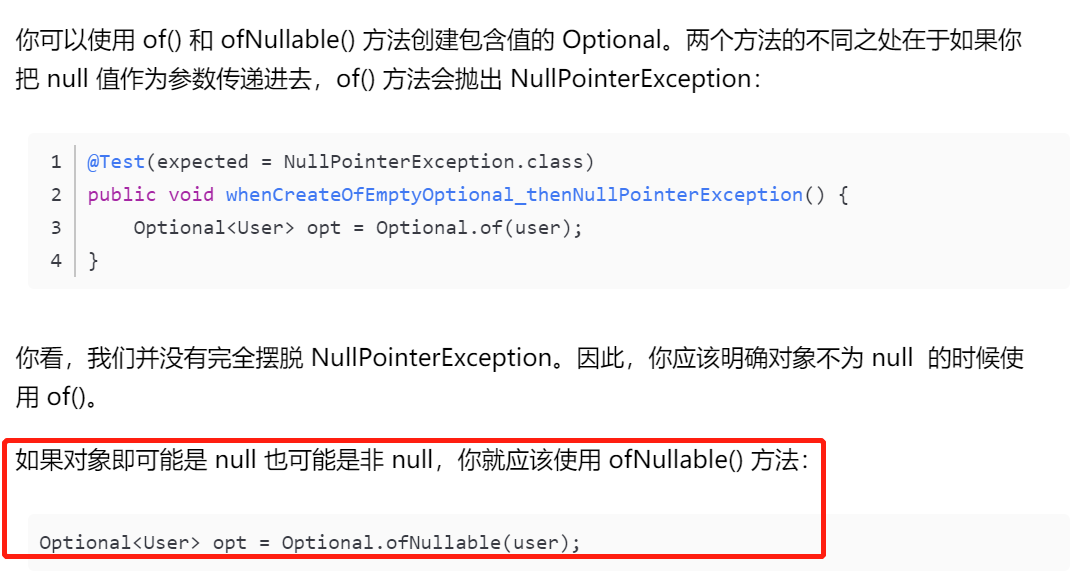 你可以使用 of() 和 ofNullable() 方法创建包含值的 Optional。两个方法的不同之处在于如果你
把 null 值作为参数传递进去，of() 方法会抛出 NullPointerException：
1 @Test(expected = NullPointerException.class)
2 public void whenCreateOfEmptyOptional_thenNullPointerException() {
3     Optional<User> opt = Optional.of(user);
4 }
你看，我们并没有完全摆脱 NullPointerException。因此，你应该明确对象不为 null  的时候使
用 of()。
如果对象即可能是 null 也可能是非 null，你就应该使用 ofNullable() 方法：
Optional<User> opt = Optional.ofNullable(user);